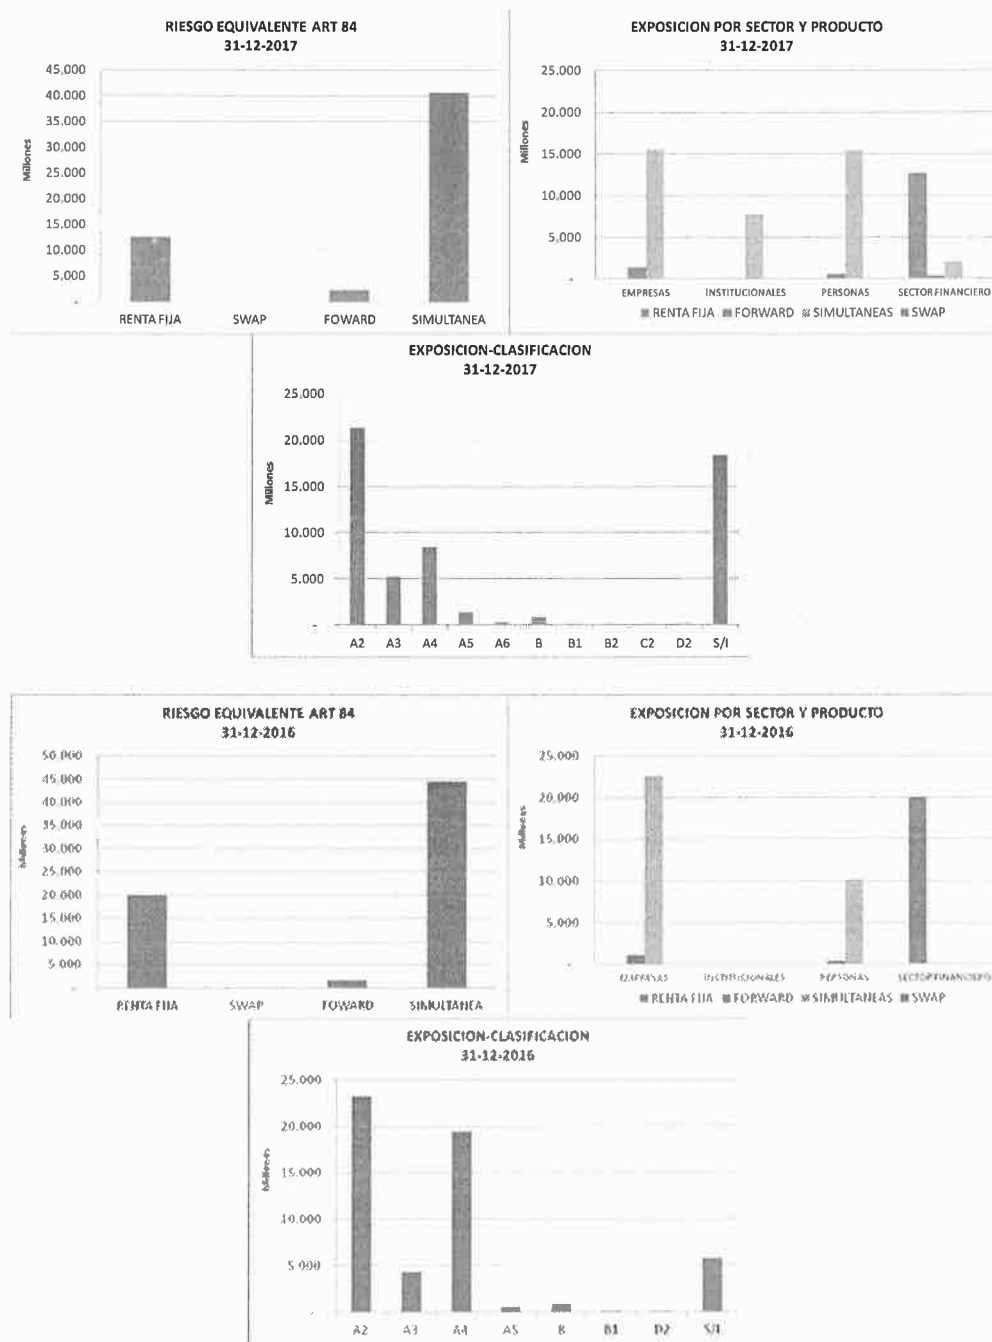 RIESGO EQUIVALENTE ART 84
31-12-2017
Millones
45,000
40.000
35,000
30.000
25.000
20.000
15.000
10.000
5,000
-
RENTA FIJA SWAP FOWARD SIMULTANEA
EXPOSICION POR SECTOR Y PRODUCTO
31-12-2017
Millones
25,000
20.000
15.000
10.000
5,000
-
EMPRESAS INSTITUCIONALES PERSONAS SECTOR FINANCIERO
RENTA FIJA FORWARD SIMULTANEAS SWAP
EXPOSICION-CLASIFICACION
31-12-2017
Millones
25,000
20.000
15.000
10.000
5.000
-
A2 A3 A4 A5 A6 B B1 B2 C2 D2 S/I
RIESGO EQUIVALENTE ART 84
31-12-2016
Millones
50.000
45.000
40.000
35.000
30.000
25.000
20.000
15.000
10.000
5.000
-
RENTA FIJA SWAP FOWARD SIMULTANEA
EXPOSICION POR SECTOR Y PRODUCTO
31-12-2016
Millones
25.000
20.000
15.000
10.000
5.000
-
EMPRESAS INSTITUCIONALES PERSONAS SECTOR FINANCIERO
RENTA FIJA FORWARD SIMULTANEAS SWAP
EXPOSICION-CLASIFICACION
31-12-2016
Millones
25.000
20.000
15.000
10.000
5.000
-
A2 A3 A4 A5 B B1 D2 S/I